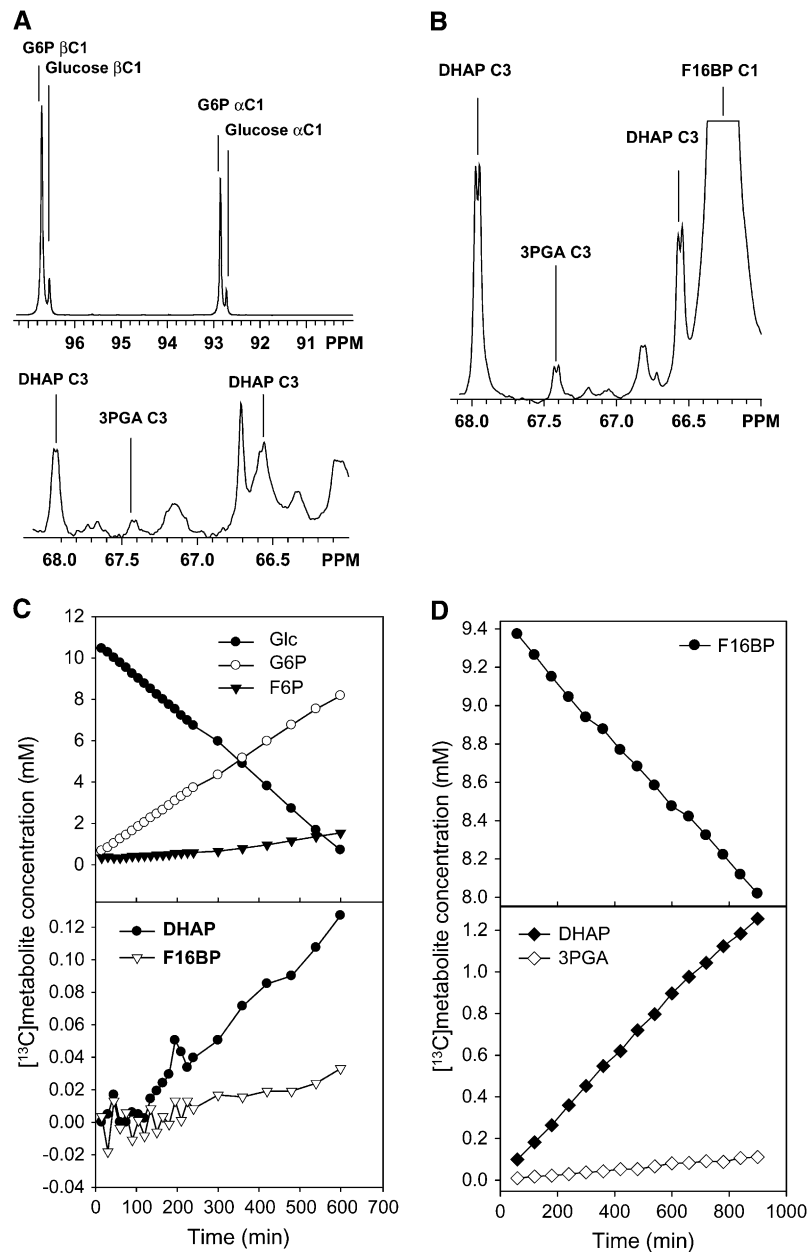 A
G6P βC1
Glucose βC1
G6P αC1
Glucose αC1
96 95 94 93 92 91 PPM
DHAP C3
3PGA C3
DHAP C3
68.0 67.5 67.0 66.5 PPM
B
DHAP C3
F16BP C1
DHAP C3
3PGA C3
68.0 67.5 67.0 66.5 PPM
C
[¹³C]metabolite concentration (mM)
12
10
8
6
4
2
0
Glc
G6P
F6P
0.12
0.10
0.08
0.06
0.04
0.02
0.00
-0.02
-0.04
DHAP
F16BP
0 100 200 300 400 500 600 700
Time (min)
D
[¹³C]metabolite concentration (mM)
9.4
9.2
9.0
8.8
8.6
8.4
8.2
8.0
F16BP
1.2
1.0
0.8
0.6
0.4
0.2
0.0
DHAP
3PGA
0 200 400 600 800 1000
Time (min)